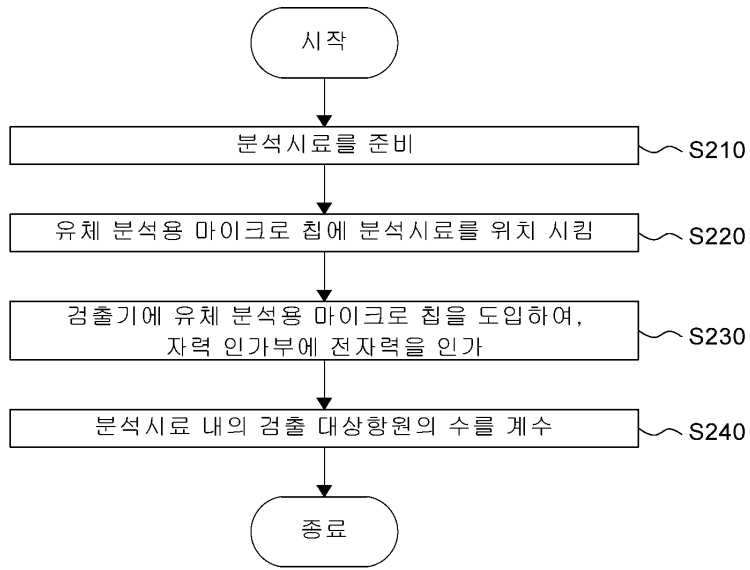 시작
분석시료를 준비
S210
유체 분석용 마이크로 칩에 분석시료를 위치 시킴
S220
검출기에 유체 분석용 마이크로 칩을 도입하여,
자력 인가부에 전자력을 인가
S230
분석시료 내의 검출 대상항원의 수를 계수
S240
종료